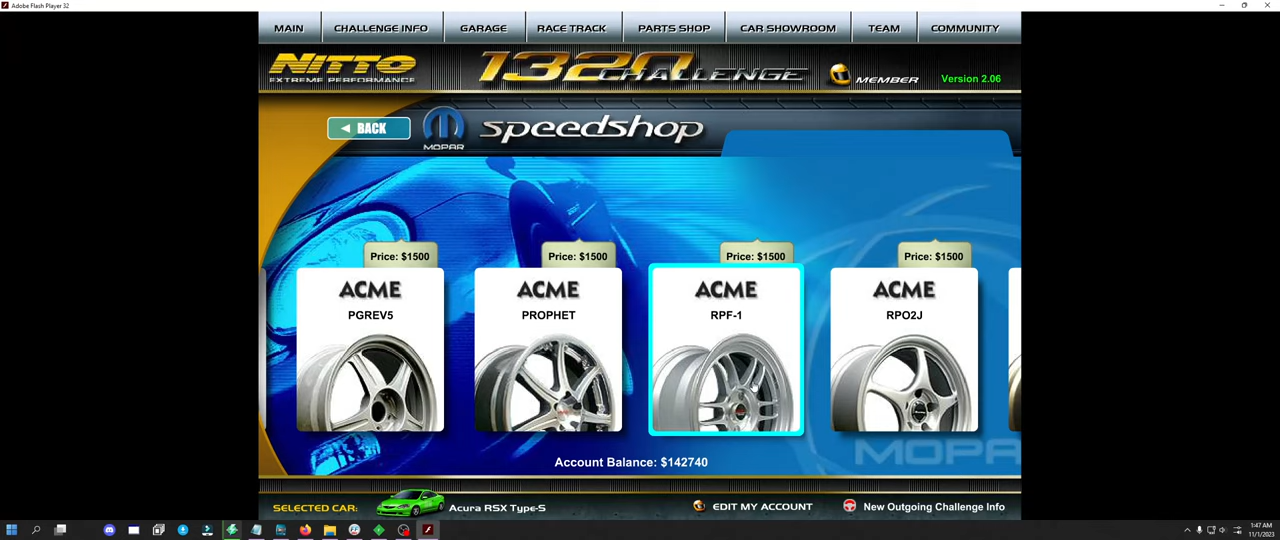 Adobe Flash Player 32
MAIN
CHALLENGE INFO
GARAGE
RACE TRACK
PARTS SHOP
CAR SHOWROOM
TEAM
COMMUNITY
NITTO
EXTREME PERFORMANCE
1320 CHALLENGE
MEMBER
Version 2.06
BACK
MOPAR
speedshop
Price: $1500
Price: $1500
Price: $1500
Price: $1500
ACME
PGREV5
ACME
PROPHET
ACME
RPF-1
ACME
RPO2J
MOPA
Account Balance: $142740
SELECTED CAR:
Acura RSX Type-S
EDIT MY ACCOUNT
New Outgoing Challenge Info
1:47 AM
11/1/2023